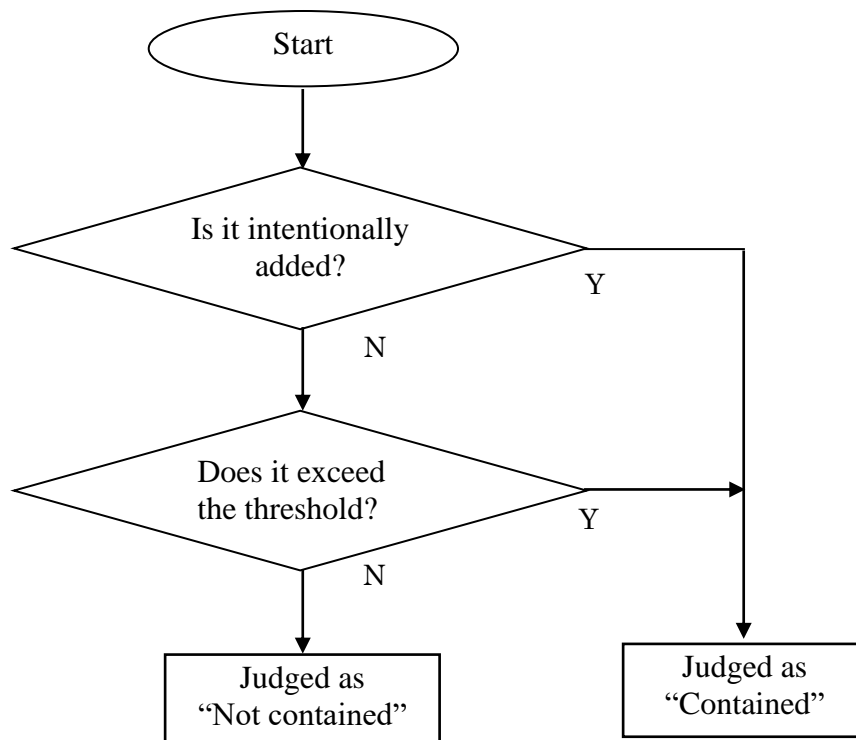 Start
Is it intentionally
added?
Y
N
Does it exceed
the threshold?
Y
N
Judged as
“Not contained”
Judged as
“Contained”